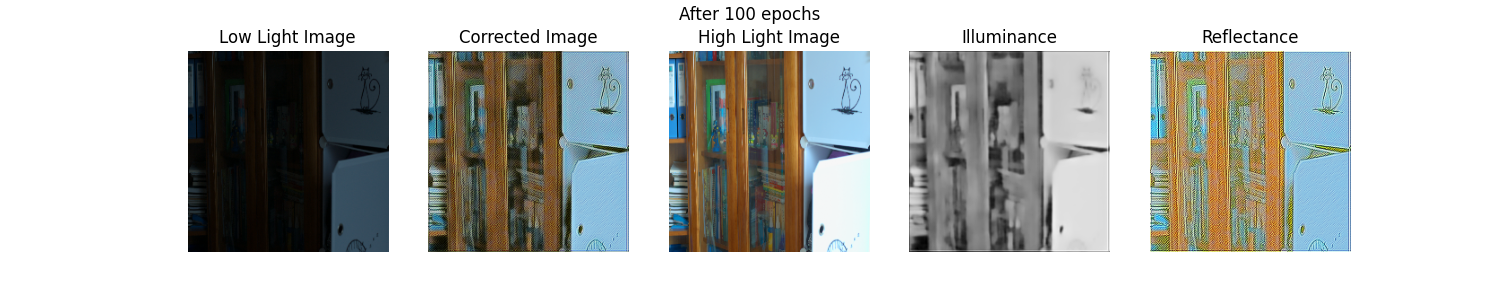 After 100 epochs
Low Light Image
Corrected Image
High Light Image
Illuminance
Reflectance